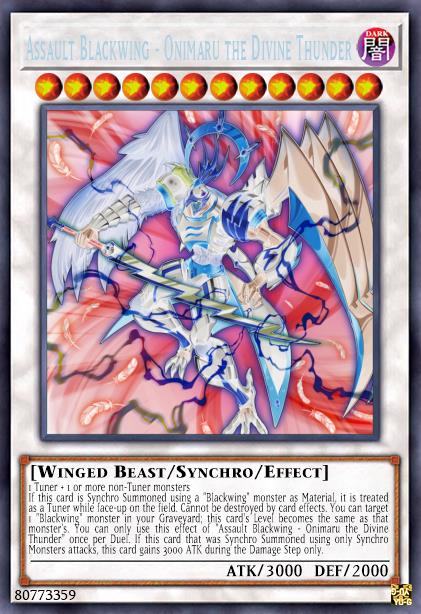 Assault Blackwing - Onimaru the Divine Thunder
DARK
闇
[Winged Beast/Synchro/Effect]
1 Tuner + 1 or more non-Tuner monsters
If this card is Synchro Summoned using a "Blackwing" monster as Material, it is treated
as a Tuner while face-up on the field. Cannot be destroyed by card effects. You can target
1 "Blackwing" monster in your Graveyard; this card's Level becomes the same as that
monster's. You can only use this effect of "Assault Blackwing - Onimaru the Divine
Thunder" once per Duel. If this card that was Synchro Summoned using only Synchro
Monsters attacks, this card gains 3000 ATK during the Damage Step only.
ATK/3000 DEF/2000
80773359